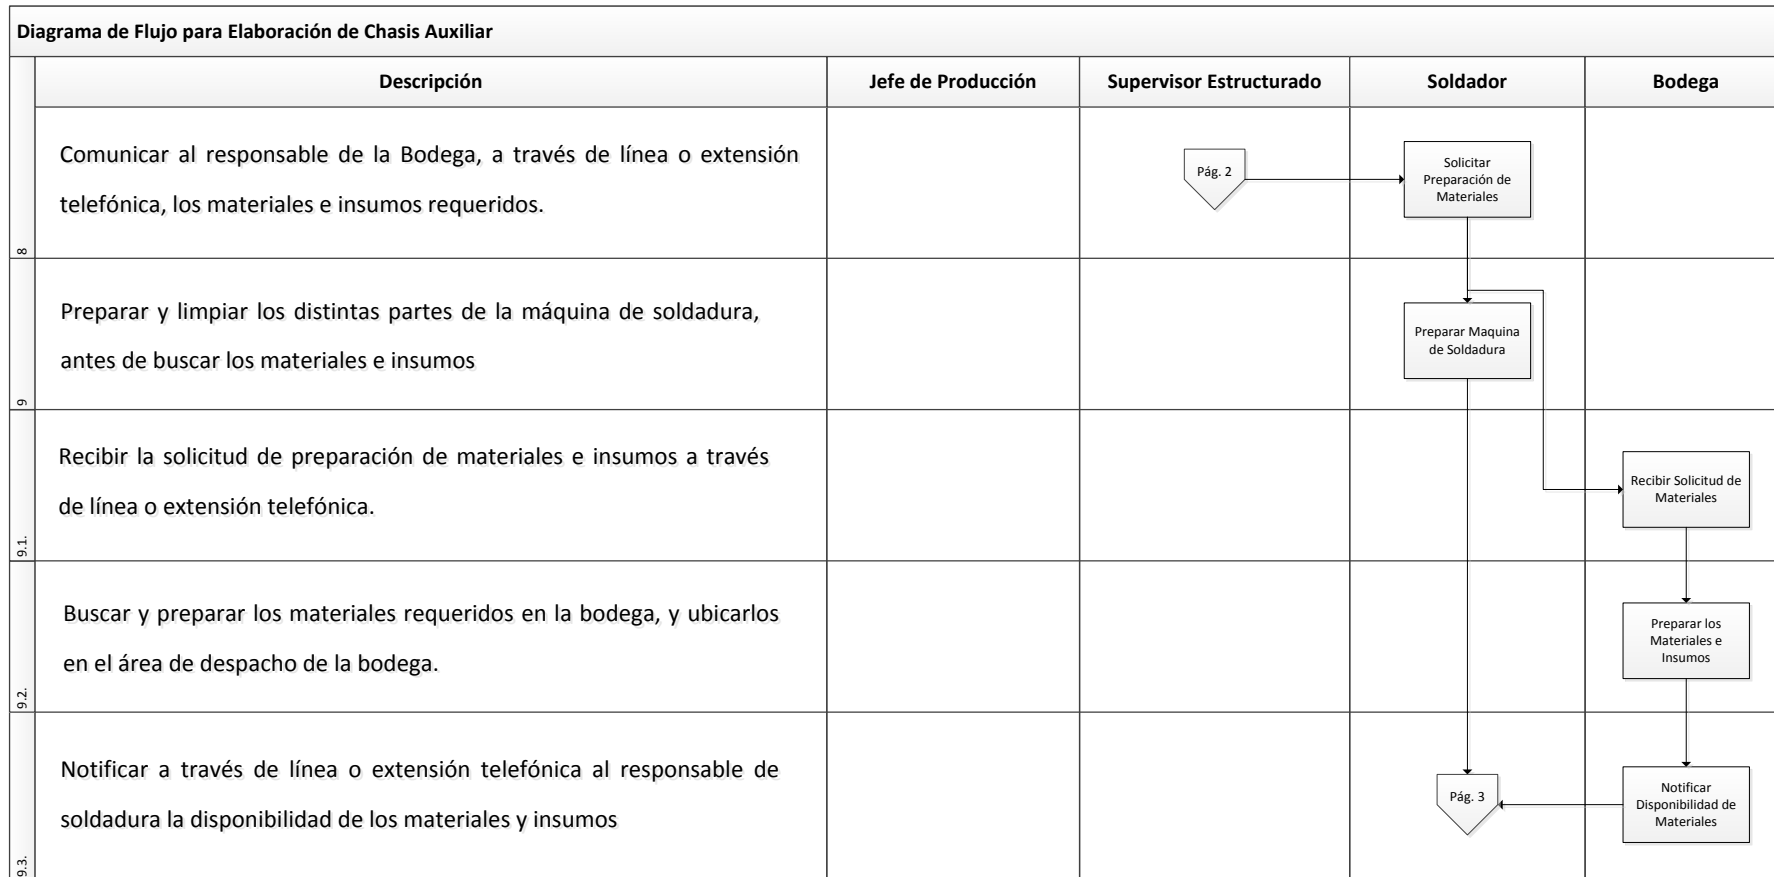 Diagrama de Flujo para Elaboración de Chasis Auxiliar
Descripción
Jefe de Producción
Supervisor Estructurado
Soldador
Bodega
8
Comunicar al responsable de la Bodega, a través de línea o extensión
telefónica, los materiales e insumos requeridos.
Pág. 2
Solicitar
Preparación de
Materiales
9
Preparar y limpiar los distintas partes de la máquina de soldadura,
antes de buscar los materiales e insumos
Preparar Maquina
de Soldadura
9.1.
Recibir la solicitud de preparación de materiales e insumos a través
de línea o extensión telefónica.
Recibir Solicitud de
Materiales
9.2.
Buscar y preparar los materiales requeridos en la bodega, y ubicarlos
en el área de despacho de la bodega.
Preparar los
Materiales e
Insumos
9.3.
Notificar a través de línea o extensión telefónica al responsable de
soldadura la disponibilidad de los materiales y insumos
Pág. 3
Notificar
Disponibilidad de
Materiales